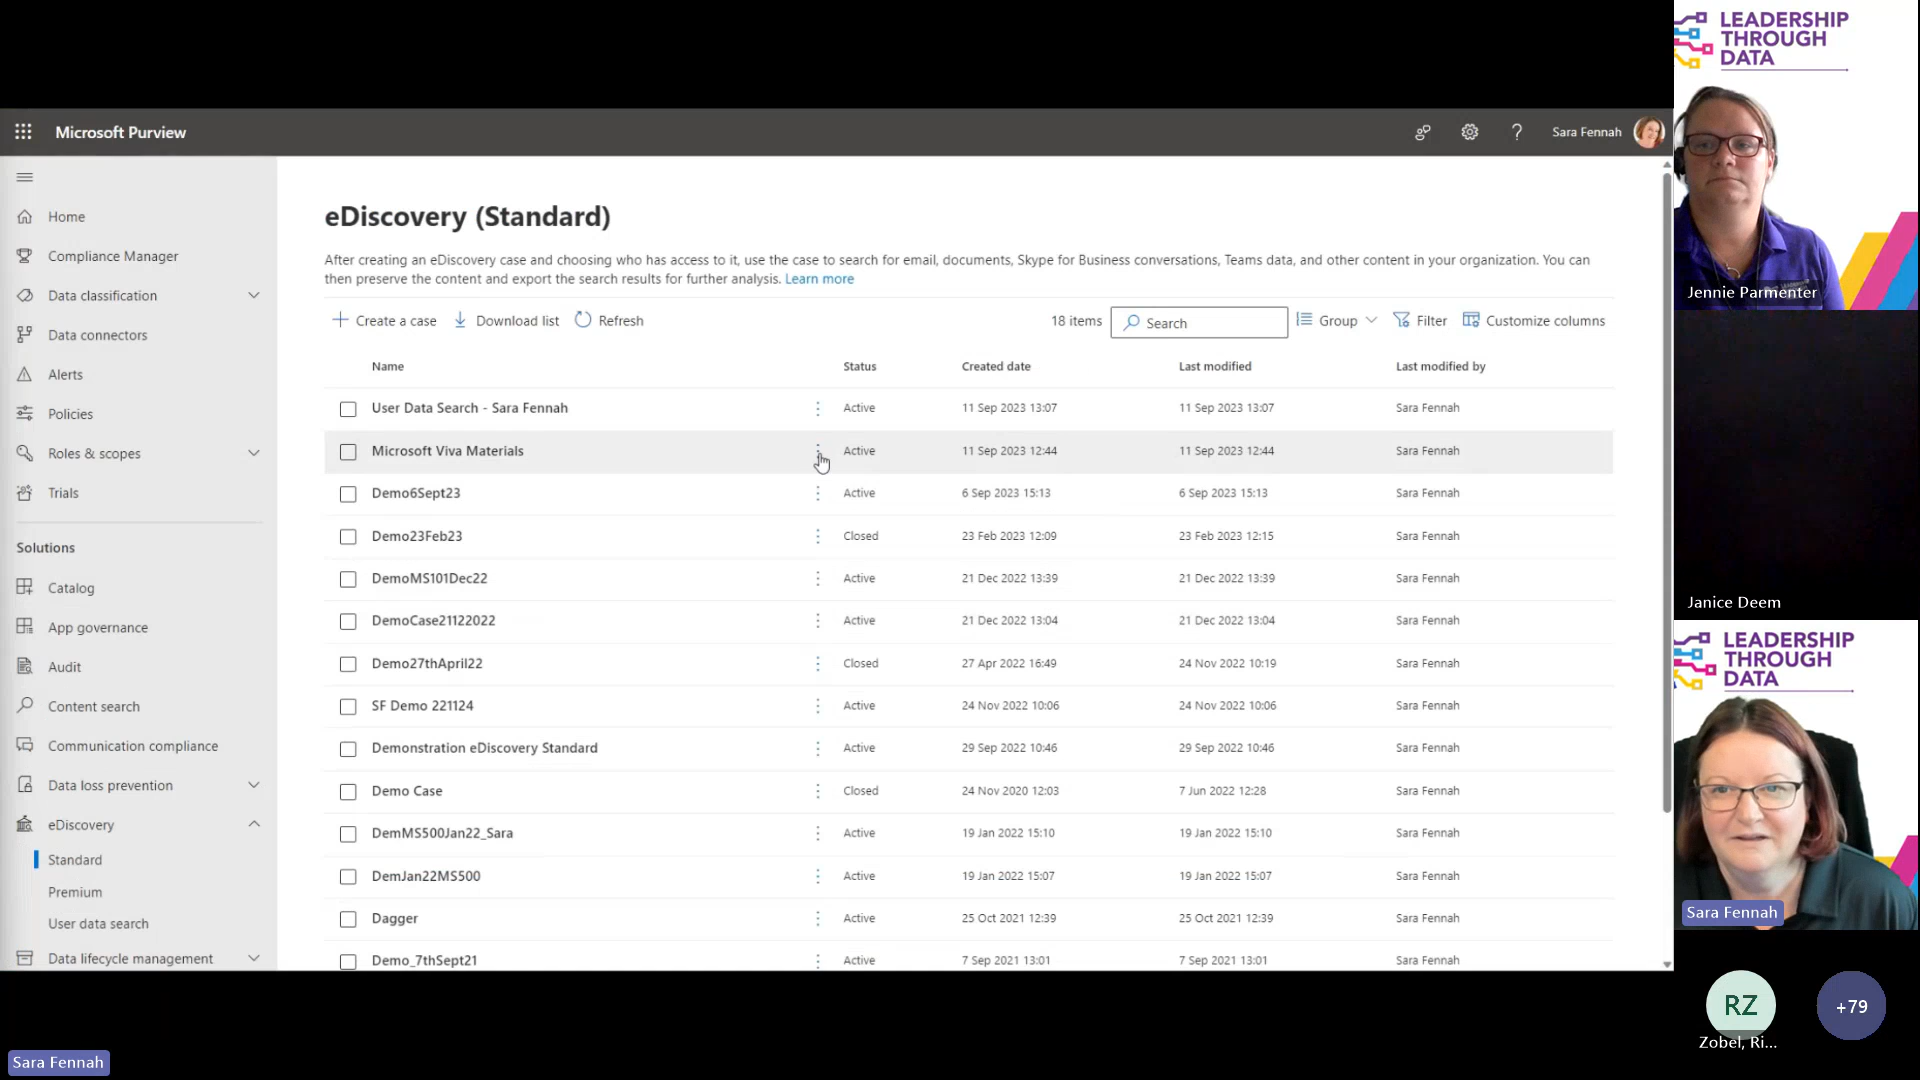 Microsoft Purview
Sara Fennah
Home
Compliance Manager
Data classification
Data connectors
Alerts
Policies
Roles & scopes
Trials
Solutions
Catalog
App governance
Audit
Content search
Communication compliance
Data loss prevention
eDiscovery
Standard
Premium
User data search
Data lifecycle management
eDiscovery (Standard)
After creating an eDiscovery case and choosing who has access to it, use the case to search for email, documents, Skype for Business conversations, Teams data, and other content in your organization. You can
then preserve the content and export the search results for further analysis. Learn more
Create a case Download list Refresh 18 items Search Group Filter Customize columns
Name Status Created date Last modified Last modified by
User Data Search - Sara Fennah Active 11 Sep 2023 13:07 11 Sep 2023 13:07 Sara Fennah
Microsoft Viva Materials Active 11 Sep 2023 12:44 11 Sep 2023 12:44 Sara Fennah
Demo6Sept23 Active 6 Sep 2023 15:13 6 Sep 2023 15:13 Sara Fennah
Demo23Feb23 Closed 23 Feb 2023 12:09 23 Feb 2023 12:15 Sara Fennah
DemoMS101Dec22 Active 21 Dec 2022 13:39 21 Dec 2022 13:39 Sara Fennah
DemoCase21122022 Active 21 Dec 2022 13:04 21 Dec 2022 13:04 Sara Fennah
Demo27thApril22 Closed 27 Apr 2022 16:49 24 Nov 2022 10:19 Sara Fennah
SF Demo 221124 Active 24 Nov 2022 10:06 24 Nov 2022 10:06 Sara Fennah
Demonstration eDiscovery Standard Active 29 Sep 2022 10:46 29 Sep 2022 10:46 Sara Fennah
Demo Case Closed 24 Nov 2020 12:03 7 Jun 2022 12:28 Sara Fennah
DemMS500Jan22_Sara Active 19 Jan 2022 15:10 19 Jan 2022 15:10 Sara Fennah
DemJan22MS500 Active 19 Jan 2022 15:07 19 Jan 2022 15:07 Sara Fennah
Dagger Active 25 Oct 2021 12:39 25 Oct 2021 12:39 Sara Fennah
Demo_7thSept21 Active 7 Sep 2021 13:01 7 Sep 2021 13:01 Sara Fennah
LEADERSHIP
THROUGH
DATA
Jennie Parmenter
Janice Deem
LEADERSHIP
THROUGH
DATA
Sara Fennah
RZ
+79
Zobel, Ri...
Sara Fennah